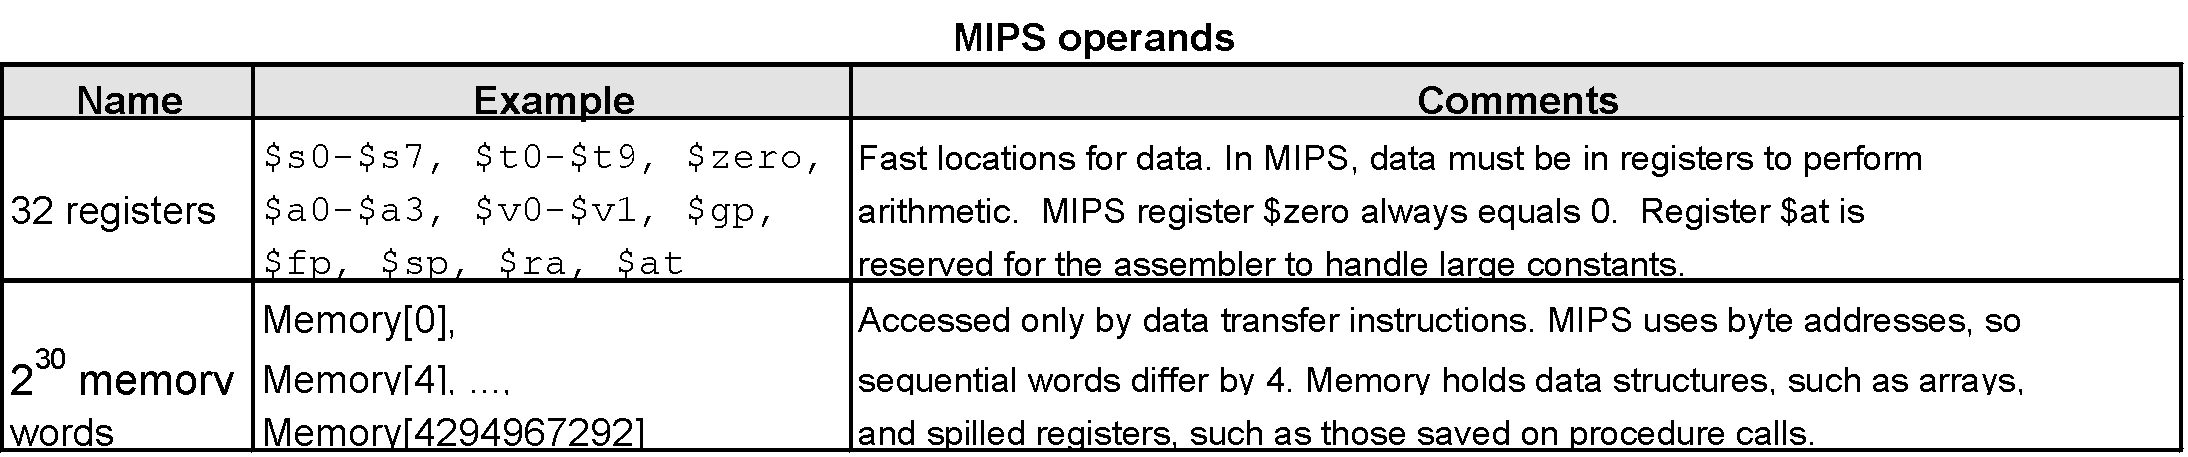 MIPS operands
Name Example Comments
32 registers
$s0-$s7, $t0-$t9, $zero,
$a0-$a3, $v0-$v1, $gp,
$fp, $sp, $ra, $at
Fast locations for data. In MIPS, data must be in registers to perform
arithmetic. MIPS register $zero always equals 0. Register $at is
reserved for the assembler to handle large constants.
2^30 memory
words
Memory[0],
Memory[4], ...,
Memory[4294967292]
Accessed only by data transfer instructions. MIPS uses byte addresses, so
sequential words differ by 4. Memory holds data structures, such as arrays,
and spilled registers, such as those saved on procedure calls.